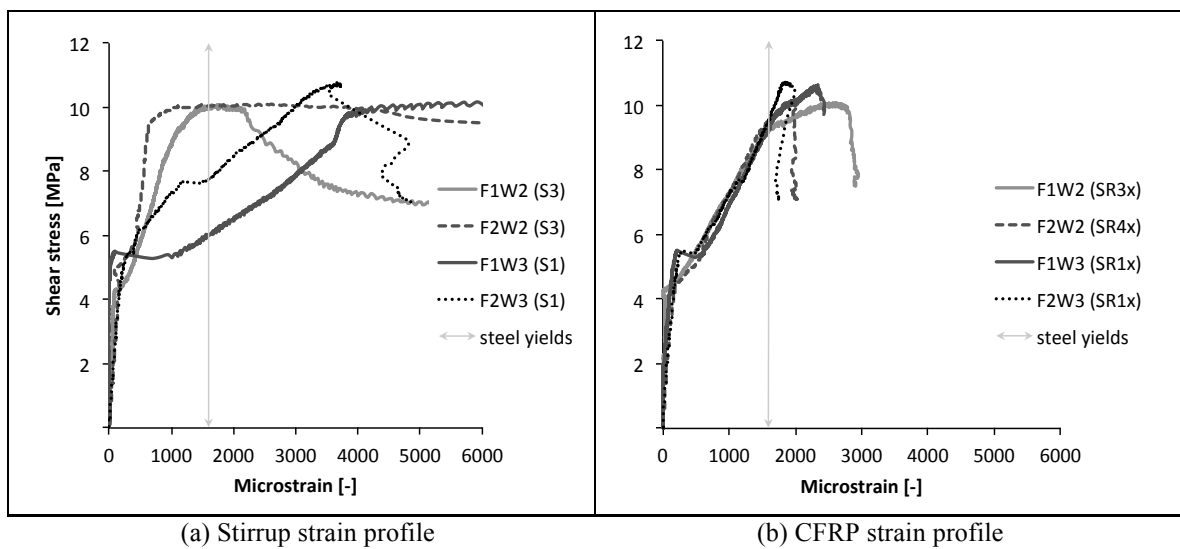 12
10
8
6
4
2
0
1000
2000
3000
4000
5000
6000
Shear stress [MPa]
Microstrain [-]
F1W2 (S3)
F2W2 (S3)
F1W3 (S1)
F2W3 (S1)
steel yields
(a) Stirrup strain profile
12
10
8
6
4
2
0
1000
2000
3000
4000
5000
6000
Microstrain [-]
F1W2 (SR3x)
F2W2 (SR4x)
F1W3 (SR1x)
F2W3 (SR1x)
steel yields
(b) CFRP strain profile